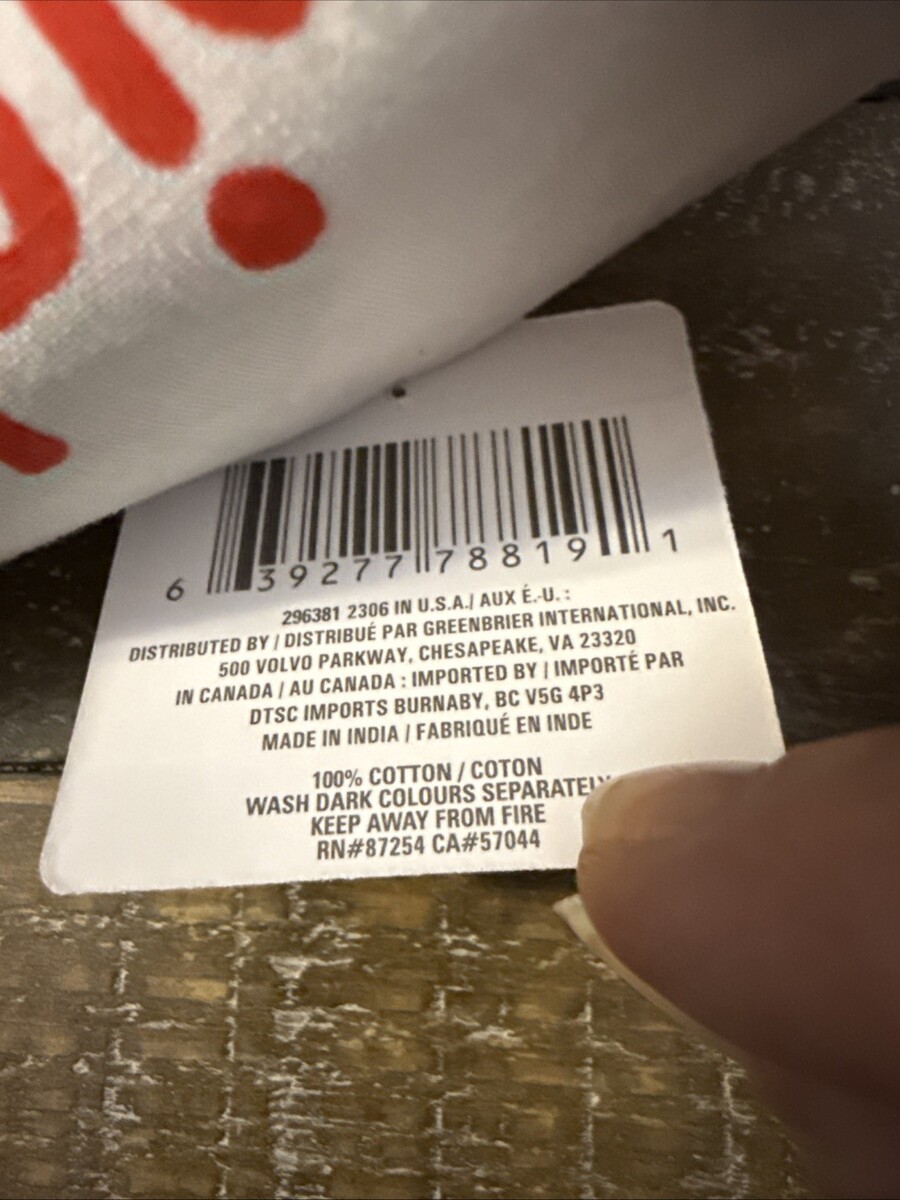 6 39277 78819 1
296381 2306 IN U.S.A./ AUX É.-U. :
DISTRIBUTED BY / DISTRIBUÉ PAR GREENBRIER INTERNATIONAL, INC.
500 VOLVO PARKWAY, CHESAPEAKE, VA 23320
IN CANADA / AU CANADA : IMPORTED BY / IMPORTÉ PAR
DTSC IMPORTS BURNABY, BC V5G 4P3
MADE IN INDIA / FABRIQUÉ EN INDE
100% COTTON / COTON
WASH DARK COLOURS SEPARATELY
KEEP AWAY FROM FIRE
RN#87254 CA#57044